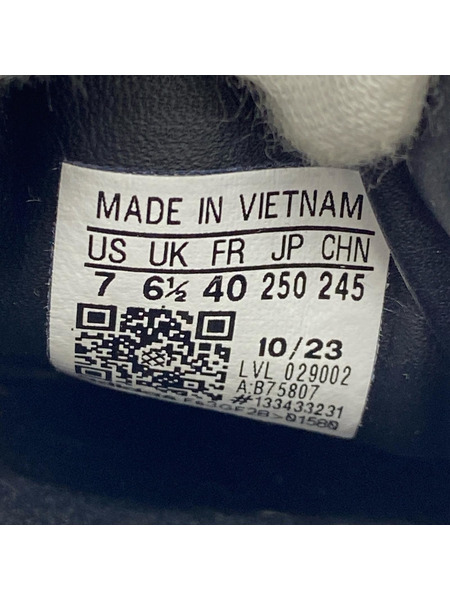 MADE IN VIETNAM
US UK FR JP CHN
7 6½ 40 250 245
10/23
LVL 029002
A:B75807
#133433231